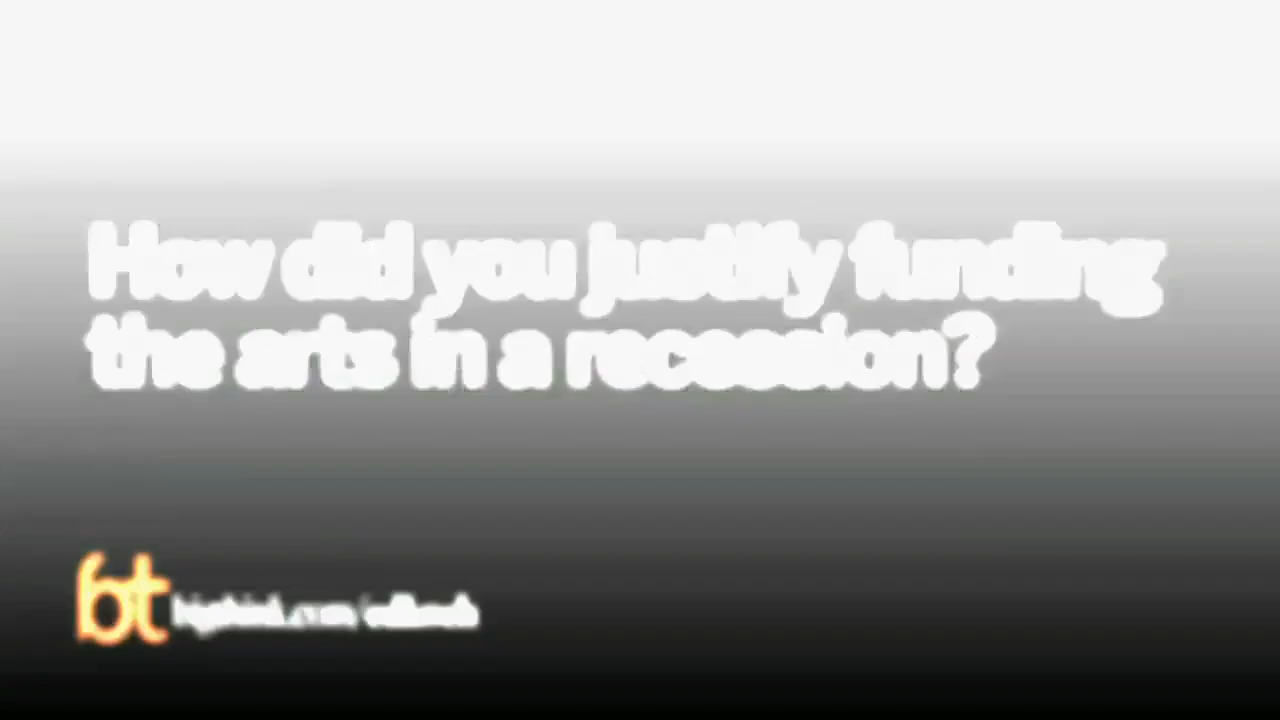 How did you justify funding
the arts in a recession?
bt